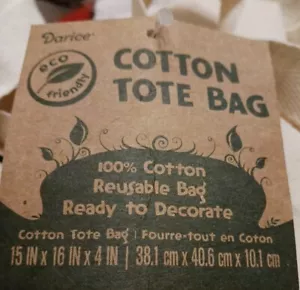 Darice
eco
friendly
COTTON
TOTE BAG
100% Cotton
Reusable Bag
Ready to Decorate
Cotton Tote Bag | Fourre-tout en Coton
15 IN x 16 IN x 4 IN | 38.1 cm x 40.6 cm x 10.1 cm